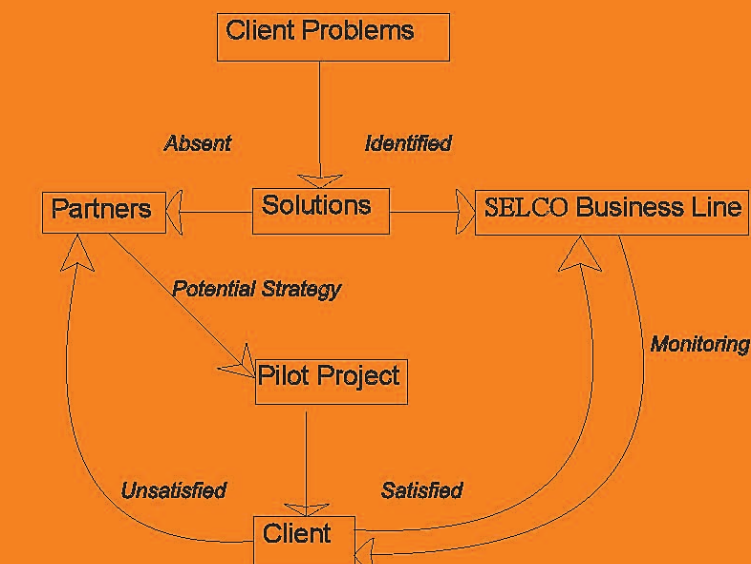 Client Problems
Absent
Identified
Partners
Solutions
SELCO Business Line
Potential Strategy
Monitoring
Pilot Project
Unsatisfied
Satisfied
Client